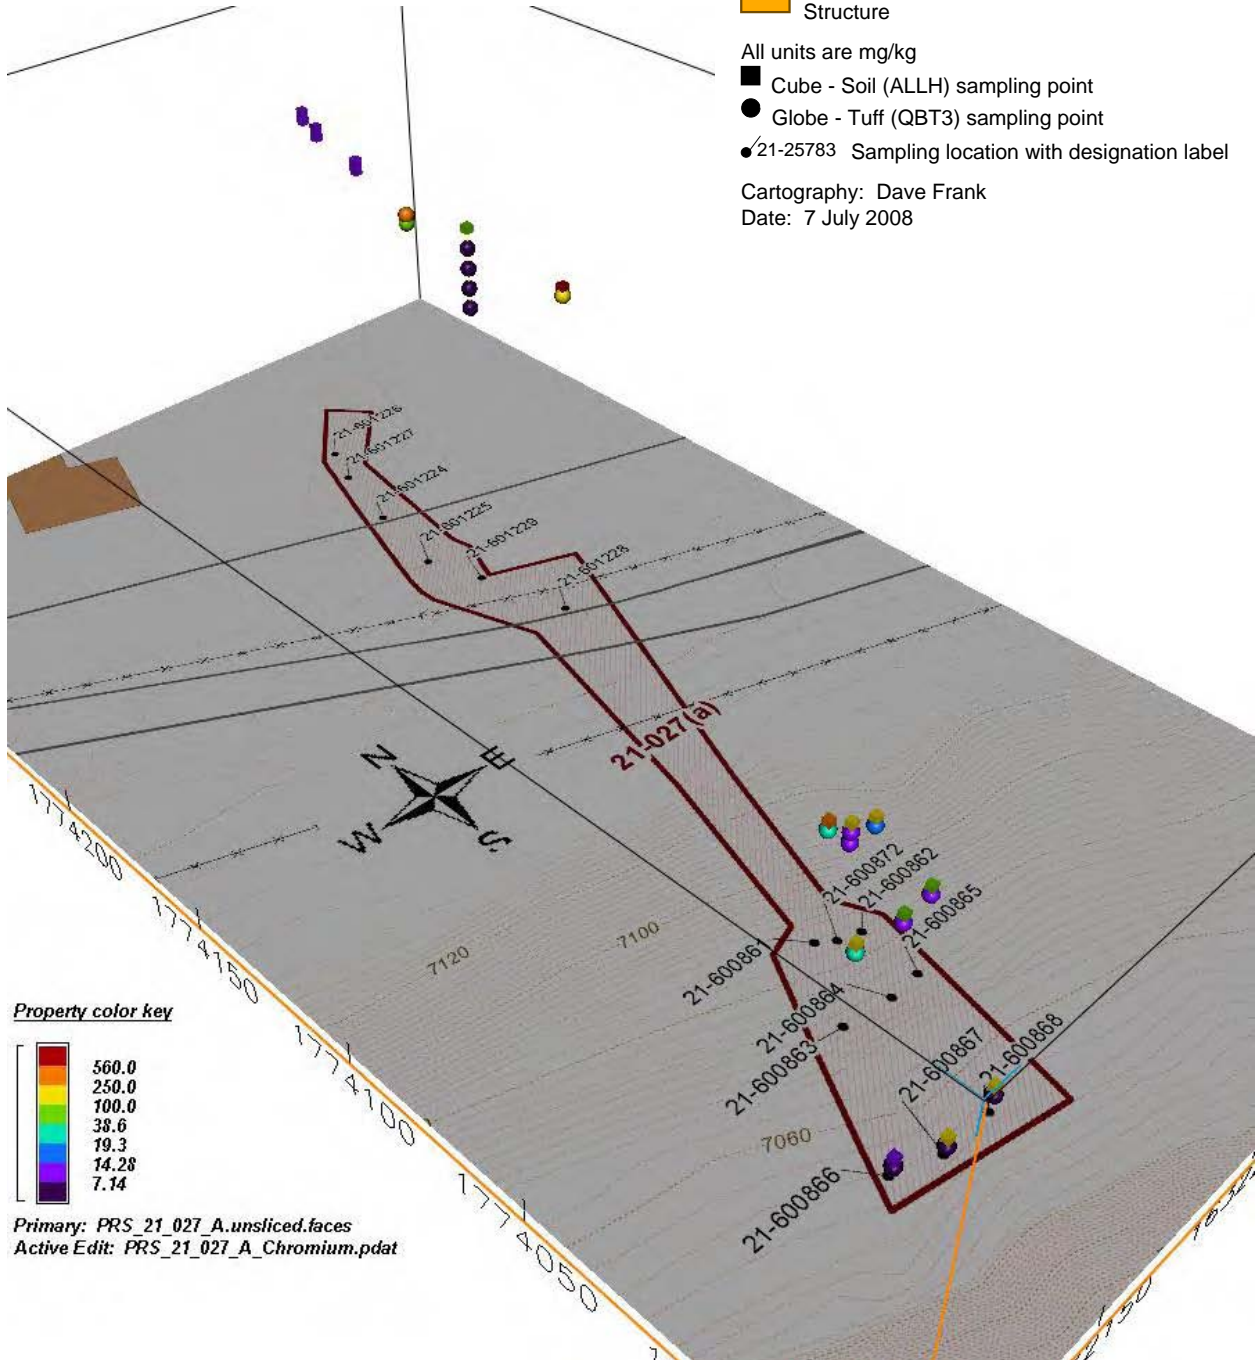 Structure
All units are mg/kg
Cube - Soil (ALLH) sampling point
Globe - Tuff (QBT3) sampling point
21-25783 Sampling location with designation label
Cartography: Dave Frank
Date: 7 July 2008
21-601226
21-601227
21-601224
21-601225
21-601229
21-601228
21-027(a)
N
E
W
S
1774200
1774150
1774100
1774050
7120
7100
7060
21-600872
21-600862
21-600865
21-600861
21-600864
21-600863
21-600867
21-600868
21-600866
Property color key
560.0
250.0
100.0
38.6
19.3
14.28
7.14
Primary: PRS_21_027_A.unsliced.faces
Active Edit: PRS_21_027_A_Chromium.pdat